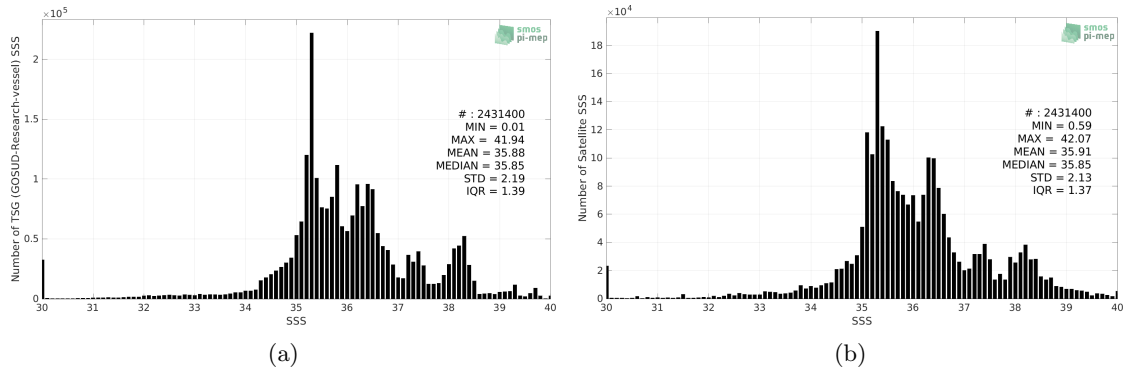 ×10⁵
smos
pi-mep
Number of TSG (GOSUD-Research-vessel) SSS
2
1.5
1
0.5
0
# : 2431400
MIN = 0.01
MAX = 41.94
MEAN = 35.88
MEDIAN = 35.85
STD = 2.19
IQR = 1.39
30 31 32 33 34 35 36 37 38 39 40
SSS
(a)
×10⁴
smos
pi-mep
Number of Satellite SSS
18
16
14
12
10
8
6
4
2
0
# : 2431400
MIN = 0.59
MAX = 42.07
MEAN = 35.91
MEDIAN = 35.85
STD = 2.13
IQR = 1.37
30 31 32 33 34 35 36 37 38 39 40
SSS
(b)